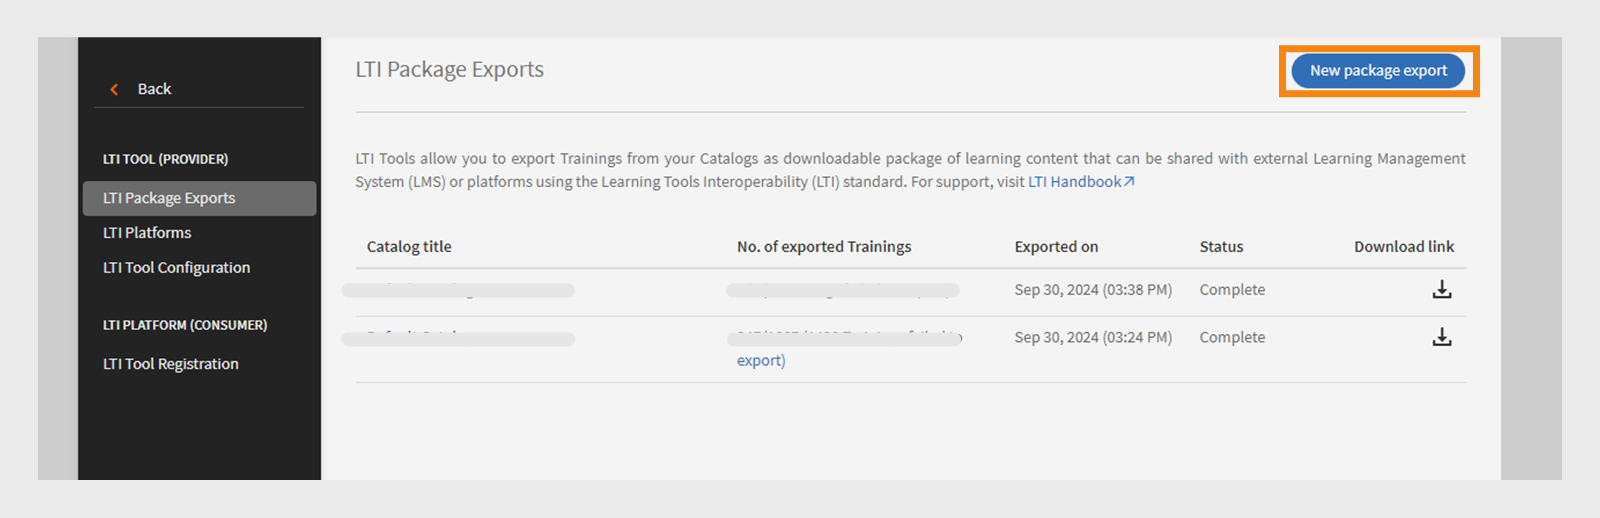 Back
LTI TOOL (PROVIDER)
LTI Package Exports
LTI Platforms
LTI Tool Configuration
LTI PLATFORM (CONSUMER)
LTI Tool Registration
LTI Package Exports
New package export
LTI Tools allow you to export Trainings from your Catalogs as downloadable package of learning content that can be shared with external Learning Management
System (LMS) or platforms using the Learning Tools Interoperability (LTI) standard. For support, visit LTI Handbook
Catalog title No. of exported Trainings Exported on Status Download link
Sep 30, 2024 (03:38 PM) Complete
Sep 30, 2024 (03:24 PM) Complete
export)